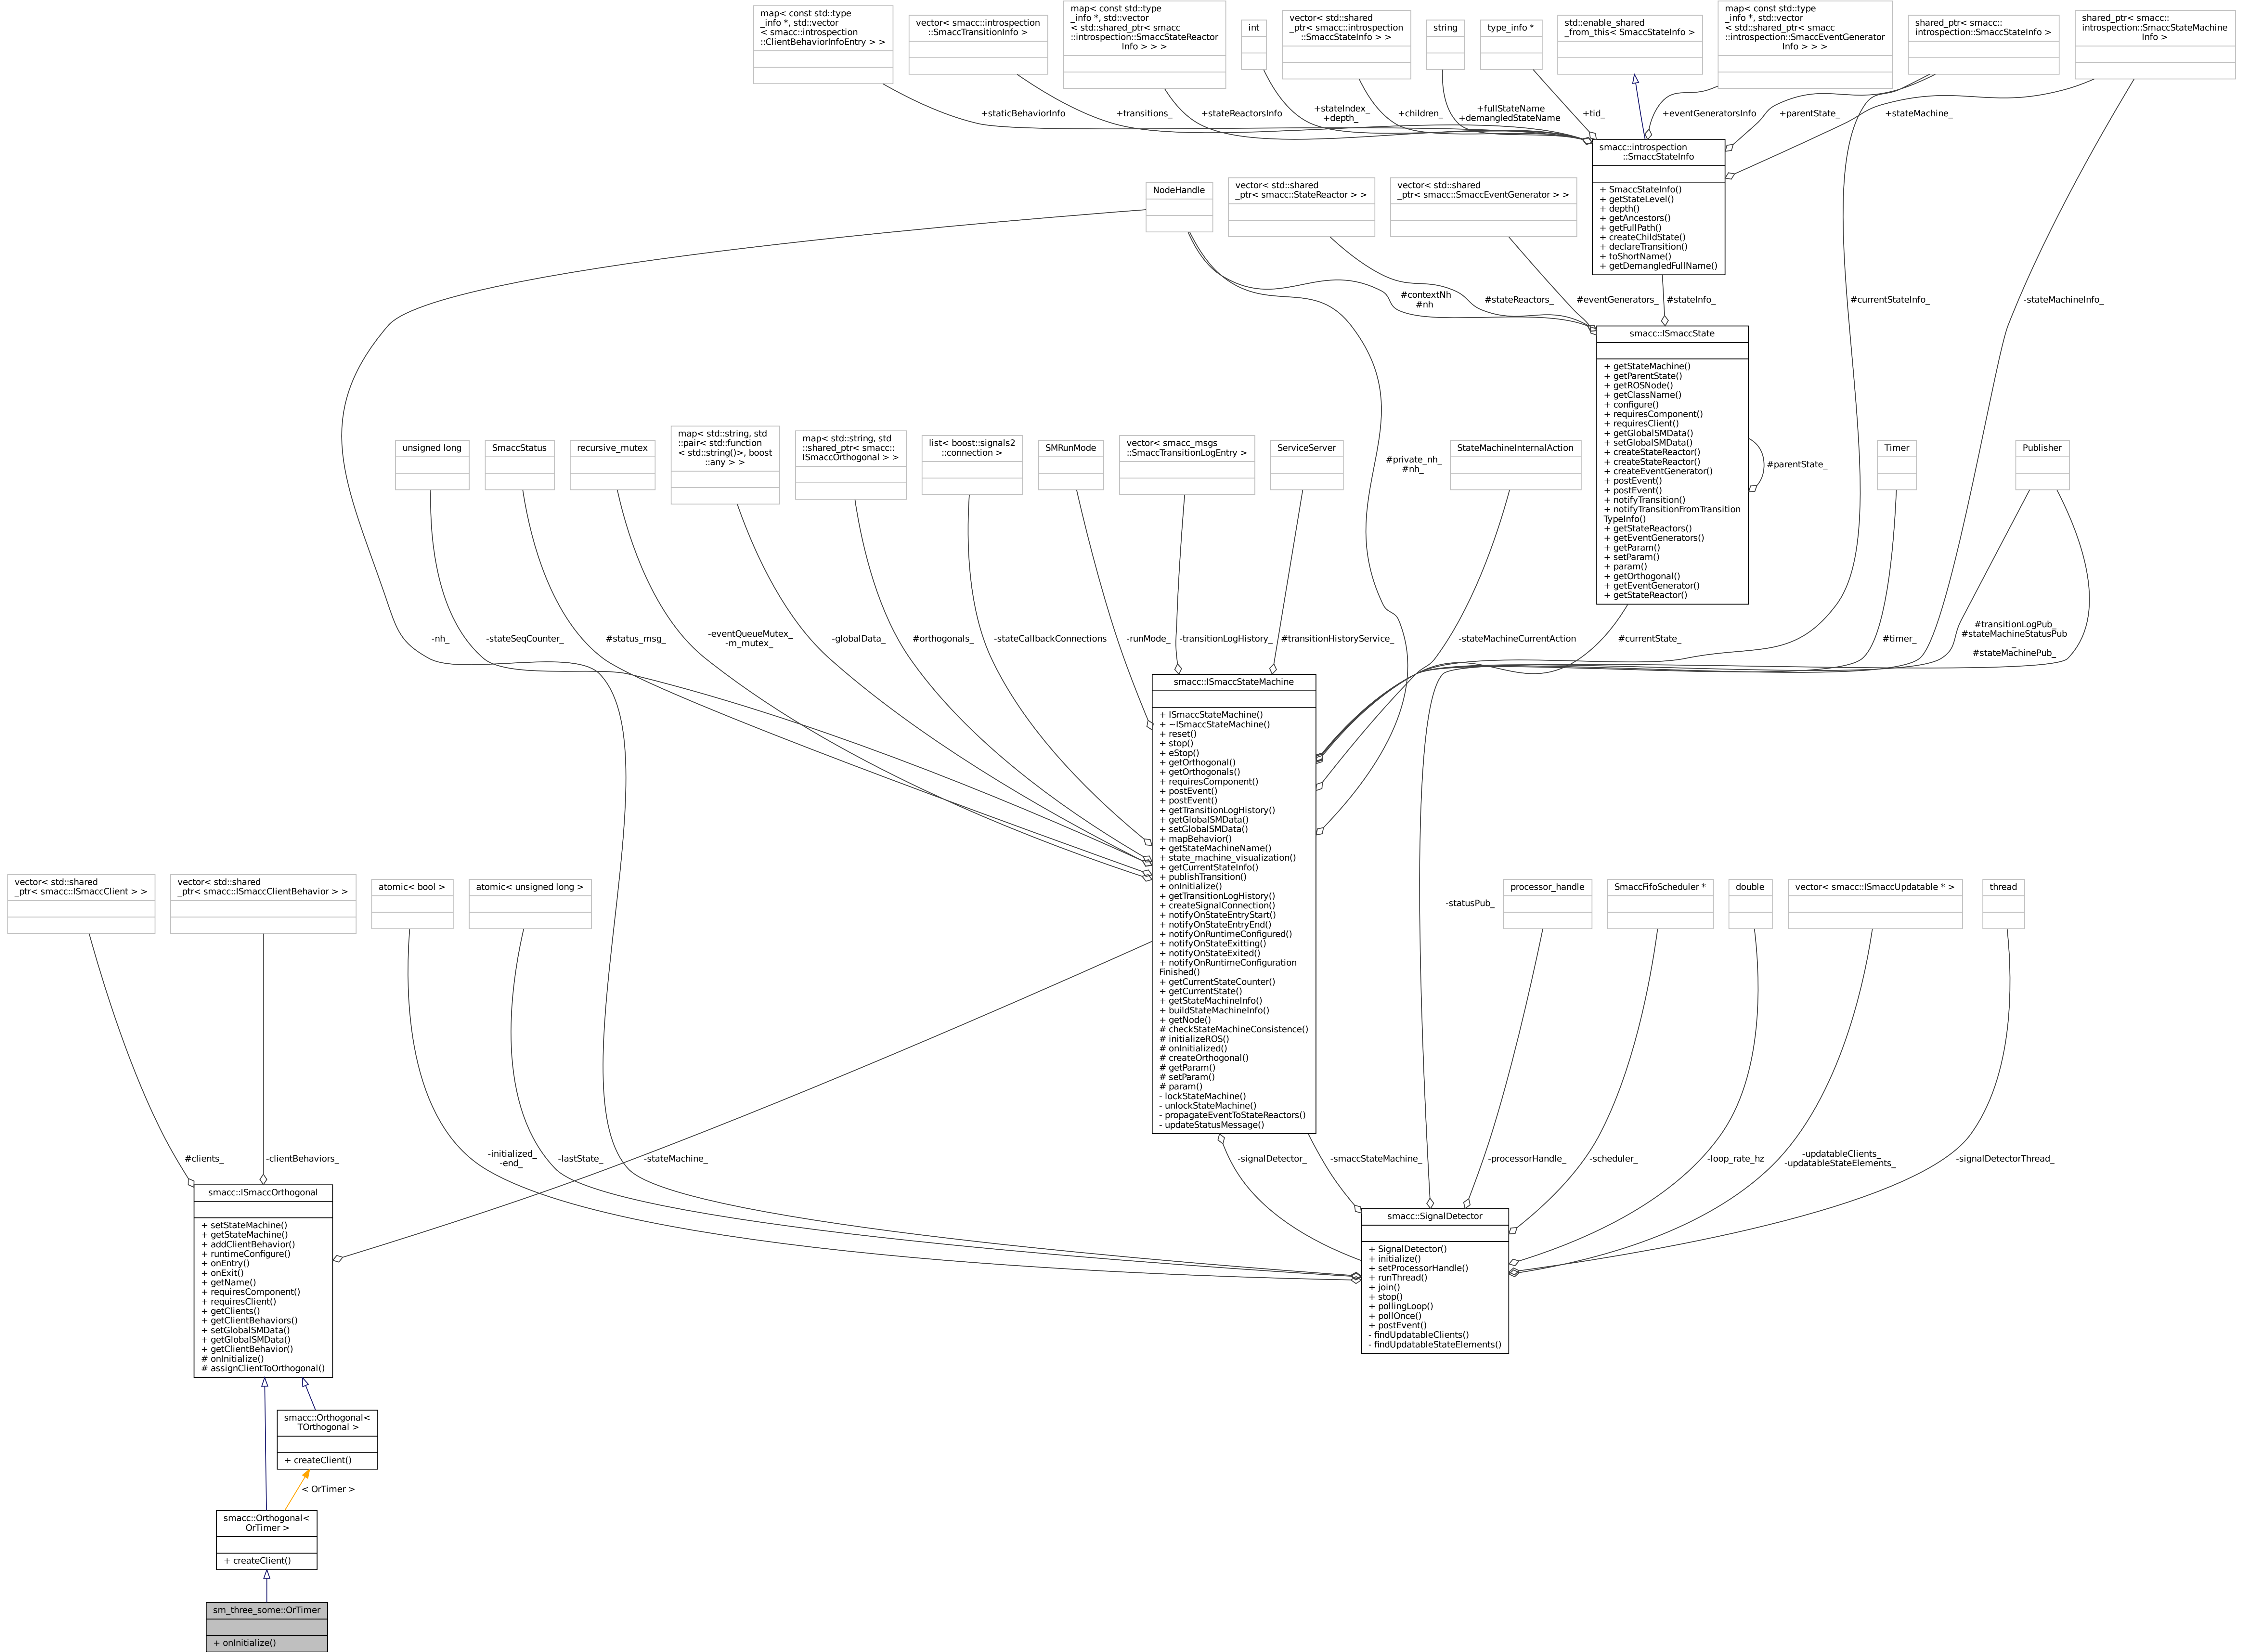 map< const std::type
_info *, std::vector
< smacc::introspection
::ClientBehaviorInfoEntry > >
vector< smacc::introspection
::SmaccTransitionInfo >
map< const std::type
_info *, std::vector
< std::shared_ptr< smacc
::introspection::SmaccStateReactor
Info > > >
int
vector< std::shared
_ptr< smacc::introspection
::SmaccStateInfo > >
string
type_info *
std::enable_shared
_from_this< SmaccStateInfo >
map< const std::type
_info *, std::vector
< std::shared_ptr< smacc
::introspection::SmaccEventGenerator
Info > > >
shared_ptr< smacc::
introspection::SmaccStateInfo >
shared_ptr< smacc::
introspection::SmaccStateMachine
Info >
+staticBehaviorInfo
+transitions_
+stateReactorsInfo
+stateIndex_
+depth_
+children_
+fullStateName
+demangledStateName
+tid_
+eventGeneratorsInfo
+parentState_
+stateMachine_
smacc::introspection
::SmaccStateInfo
+ SmaccStateInfo()
+ getStateLevel()
+ depth()
+ getAncestors()
+ getFullPath()
+ createChildState()
+ declareTransition()
+ toShortName()
+ getDemangledFullName()
NodeHandle
vector< std::shared
_ptr< smacc::StateReactor > >
vector< std::shared
_ptr< smacc::SmaccEventGenerator > >
#contextNh
#nh
#stateReactors_
#eventGenerators_
#stateInfo_
#currentStateInfo_
-stateMachineInfo_
smacc::ISmaccState
+ getStateMachine()
+ getParentState()
+ getROSNode()
+ getClassName()
+ configure()
+ requiresComponent()
+ requiresClient()
+ getGlobalSMData()
+ setGlobalSMData()
+ createStateReactor()
+ createStateReactor()
+ createEventGenerator()
+ postEvent()
+ postEvent()
+ notifyTransition()
+ notifyTransitionFromTransition
TypeInfo()
+ getStateReactors()
+ getEventGenerators()
+ getParam()
+ setParam()
+ param()
+ getOrthogonal()
+ getEventGenerator()
+ getStateReactor()
#parentState_
unsigned long
SmaccStatus
recursive_mutex
map< std::string, std
::pair< std::function
< std::string()>, boost
::any > >
map< std::string, std
::shared_ptr< smacc::
ISmaccOrthogonal > >
list< boost::signals2
::connection >
SMRunMode
vector< smacc_msgs
::SmaccTransitionLogEntry >
ServiceServer
#private_nh_
#nh_
StateMachineInternalAction
Timer
Publisher
-nh_
-stateSeqCounter_
#status_msg_
-eventQueueMutex_
-m_mutex_
-globalData_
#orthogonals_
-stateCallbackConnections
-runMode_
-transitionLogHistory_
#transitionHistoryService_
-stateMachineCurrentAction
#currentState_
#timer_
#transitionLogPub_
#stateMachineStatusPub
_
#stateMachinePub_
smacc::ISmaccStateMachine
+ ISmaccStateMachine()
+ ~ISmaccStateMachine()
+ reset()
+ stop()
+ eStop()
+ getOrthogonal()
+ getOrthogonals()
+ requiresComponent()
+ postEvent()
+ postEvent()
+ getTransitionLogHistory()
+ getGlobalSMData()
+ setGlobalSMData()
+ mapBehavior()
+ getStateMachineName()
+ state_machine_visualization()
+ getCurrentStateInfo()
+ publishTransition()
+ onInitialize()
+ getTransitionLogHistory()
+ createSignalConnection()
+ notifyOnStateEntryStart()
+ notifyOnStateEntryEnd()
+ notifyOnRuntimeConfigured()
+ notifyOnStateExitting()
+ notifyOnStateExited()
+ notifyOnRuntimeConfiguration
Finished()
+ getCurrentStateCounter()
+ getCurrentState()
+ getStateMachineInfo()
+ buildStateMachineInfo()
+ getNode()
# checkStateMachineConsistence()
# initializeROS()
# onInitialized()
# createOrthogonal()
# getParam()
# setParam()
# param()
- lockStateMachine()
- unlockStateMachine()
- propagateEventToStateReactors()
- updateStatusMessage()
vector< std::shared
_ptr< smacc::ISmaccClient > >
vector< std::shared
_ptr< smacc::ISmaccClientBehavior > >
atomic< bool >
atomic< unsigned long >
-statusPub_
processor_handle
SmaccFifoScheduler *
double
vector< smacc::ISmaccUpdatable * >
thread
#clients_
-clientBehaviors_
-initialized_
-end_
-lastState_
-stateMachine_
-signalDetector_
-smaccStateMachine_
-processorHandle_
-scheduler_
-loop_rate_hz
-updatableClients_
-updatableStateElements_
-signalDetectorThread_
smacc::ISmaccOrthogonal
+ setStateMachine()
+ getStateMachine()
+ addClientBehavior()
+ runtimeConfigure()
+ onEntry()
+ onExit()
+ getName()
+ requiresComponent()
+ requiresClient()
+ getClients()
+ getClientBehaviors()
+ setGlobalSMData()
+ getGlobalSMData()
+ getClientBehavior()
# onInitialize()
# assignClientToOrthogonal()
smacc::SignalDetector
+ SignalDetector()
+ initialize()
+ setProcessorHandle()
+ runThread()
+ join()
+ stop()
+ pollingLoop()
+ pollOnce()
+ postEvent()
- findUpdatableClients()
- findUpdatableStateElements()
smacc::Orthogonal<
TOrthogonal >
+ createClient()
< OrTimer >
smacc::Orthogonal<
OrTimer >
+ createClient()
sm_three_some::OrTimer
+ onInitialize()